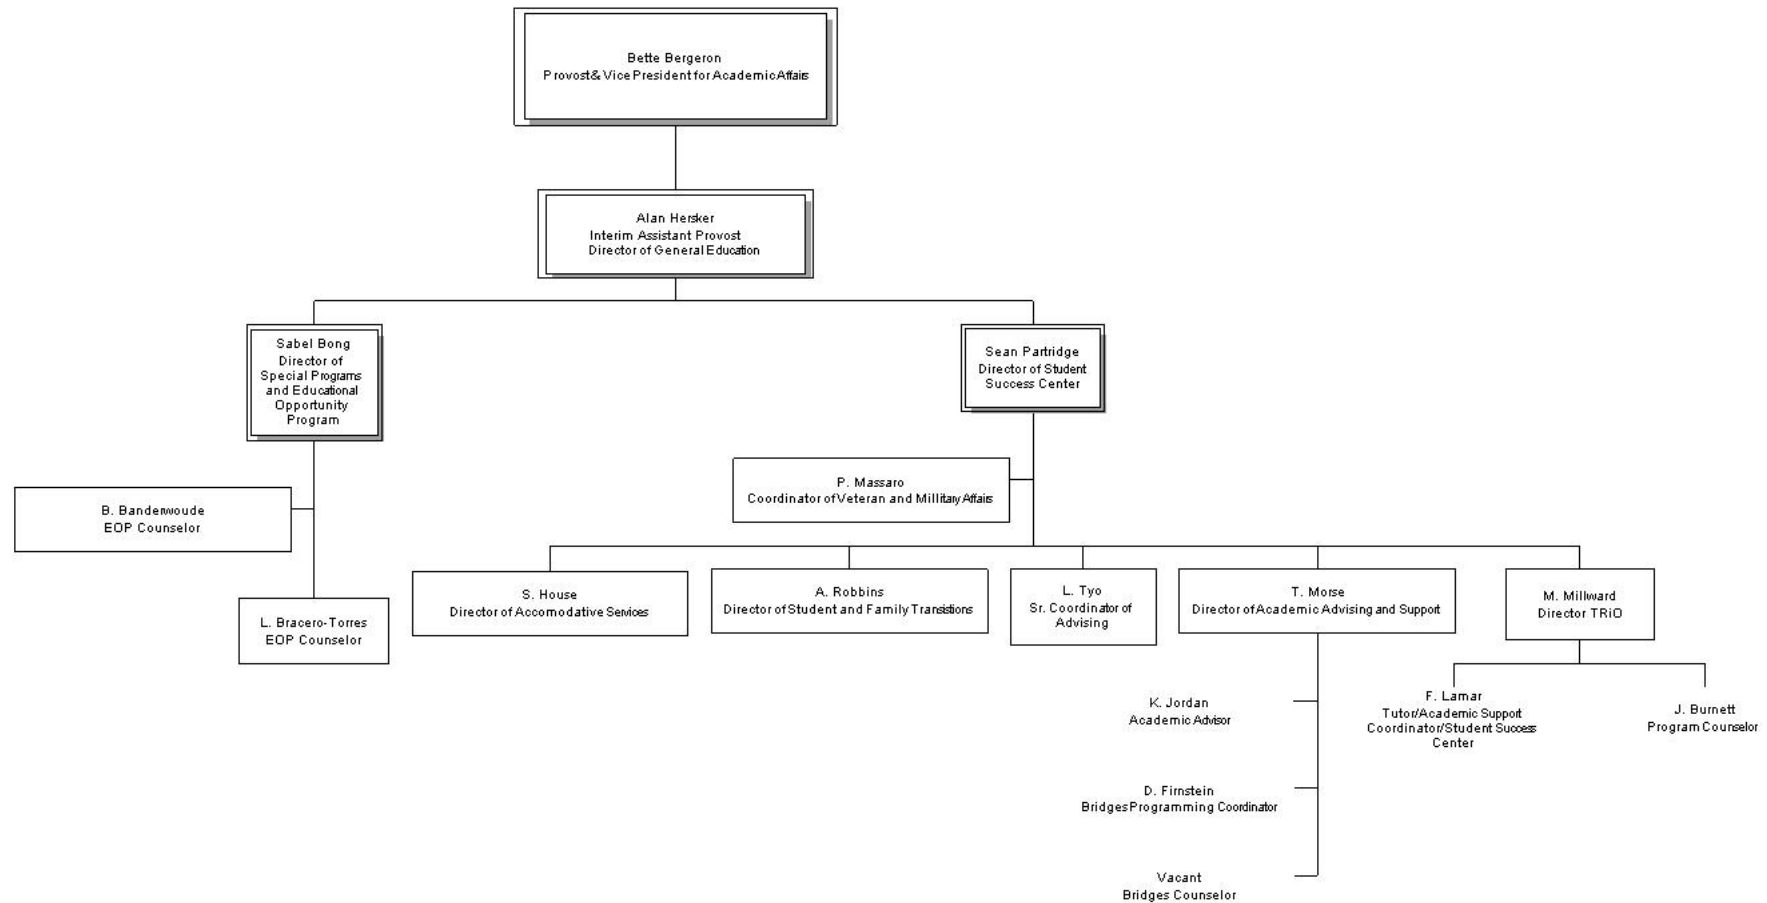 Bette Bergeron
Provost & Vice President for Academic Affairs
Alan Hersker
Interim Assistant Provost
Director of General Education
Sabel Bong
Director of
Special Programs
and Educational
Opportunity
Program
Sean Partridge
Director of Student
Success Center
P. Massaro
Coordinator of Veteran and Millitary Affairs
B. Banderwoude
EOP Counselor
L. Bracero-Torres
EOP Counselor
S. House
Director of Accomodative Services
A. Robbins
Director of Student and Family Transistions
L. Tyo
Sr. Coordinator of
Advising
T. Morse
Director of Academic Advising and Support
M. Millward
Director TRiO
K. Jordan
Academic Advisor
D. Firnstein
Bridges Programming Coordinator
Vacant
Bridges Counselor
F. Lamar
Tutor/Academic Support
Coordinator/Student Success
Center
J. Burnett
Program Counselor